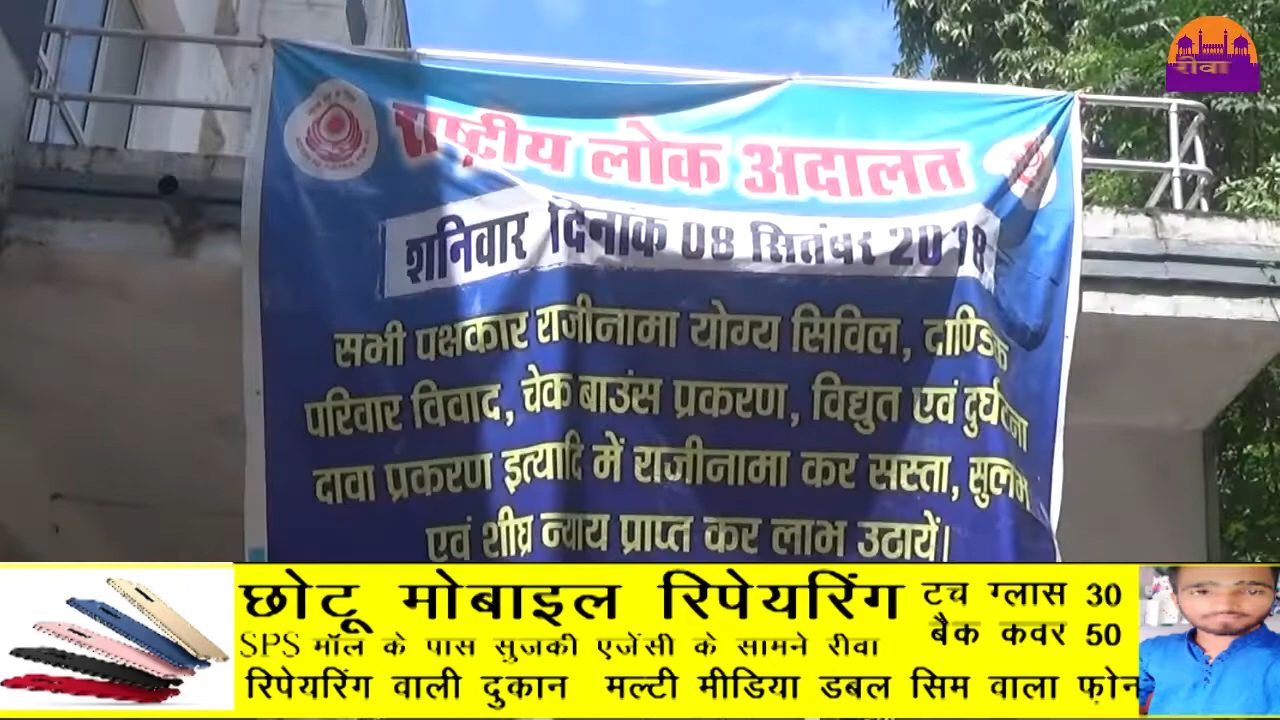 रीवा
राष्ट्रीय लोक अदालत
शनिवार दिनाक 08 सितंबर 2018
सभी पक्षकार राजीनामा योग्य सिविल, दाण्डिक
परिवार विवाद, चेक बाउंस प्रकरण, विद्युत एवं दुर्घटना
दावा प्रकरण इत्यादि में राजीनामा कर सस्ता, सुलभ
एवं शीघ्र न्याय प्राप्त कर लाभ उठायें।
छोटू मोबाइल रिपेयरिंग
टच ग्लास 30
SPS मॉल के पास सुजकी एजेंसी के सामने रीवा
बैक कवर 50
रिपेयरिंग वाली दुकान मल्टी मीडिया डबल सिम वाला फ़ोन